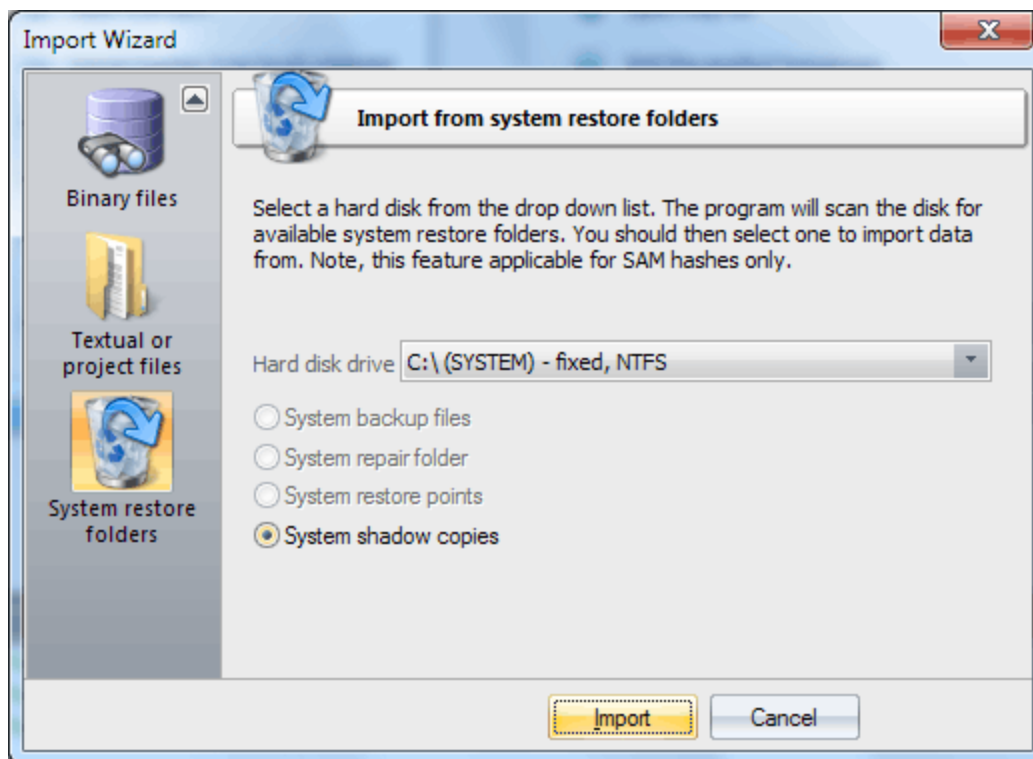 Import Wizard
Binary files
Textual or
project files
System restore
folders
Import from system restore folders
Select a hard disk from the drop down list. The program will scan the disk for
available system restore folders. You should then select one to import data
from. Note, this feature applicable for SAM hashes only.
Hard disk drive C:\ (SYSTEM) - fixed, NTFS
System backup files
System repair folder
System restore points
System shadow copies
Import Cancel